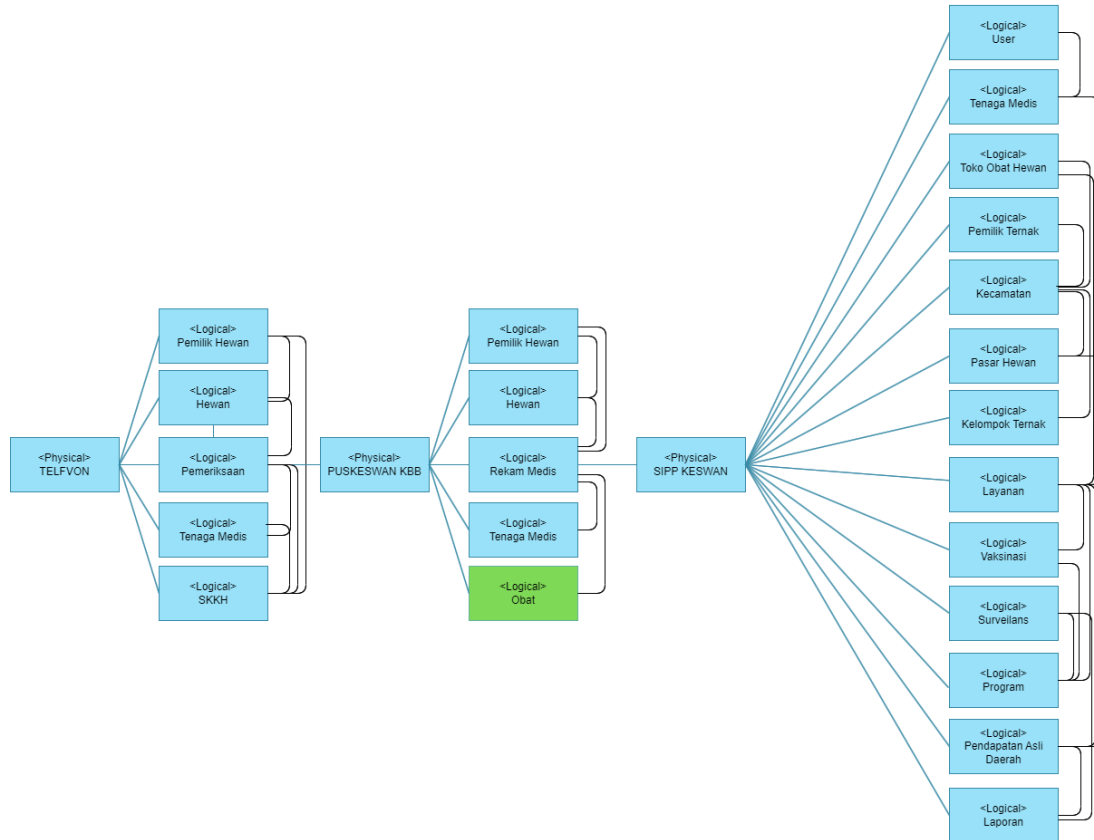 <Physical>
TELFVON
<Logical>
Pemilik Hewan
<Logical>
Hewan
<Logical>
Pemeriksaan
<Logical>
Tenaga Medis
<Logical>
SKKH
<Physical>
PUSKESWAN KBB
<Logical>
Pemilik Hewan
<Logical>
Hewan
<Logical>
Rekam Medis
<Logical>
Tenaga Medis
<Logical>
Obat
<Physical>
SIPP KESWAN
<Logical>
User
<Logical>
Tenaga Medis
<Logical>
Toko Obat Hewan
<Logical>
Pemilik Ternak
<Logical>
Kecamatan
<Logical>
Pasar Hewan
<Logical>
Kelompok Ternak
<Logical>
Layanan
<Logical>
Vaksinasi
<Logical>
Surveilans
<Logical>
Program
<Logical>
Pendapatan Asli
Daerah
<Logical>
Laporan